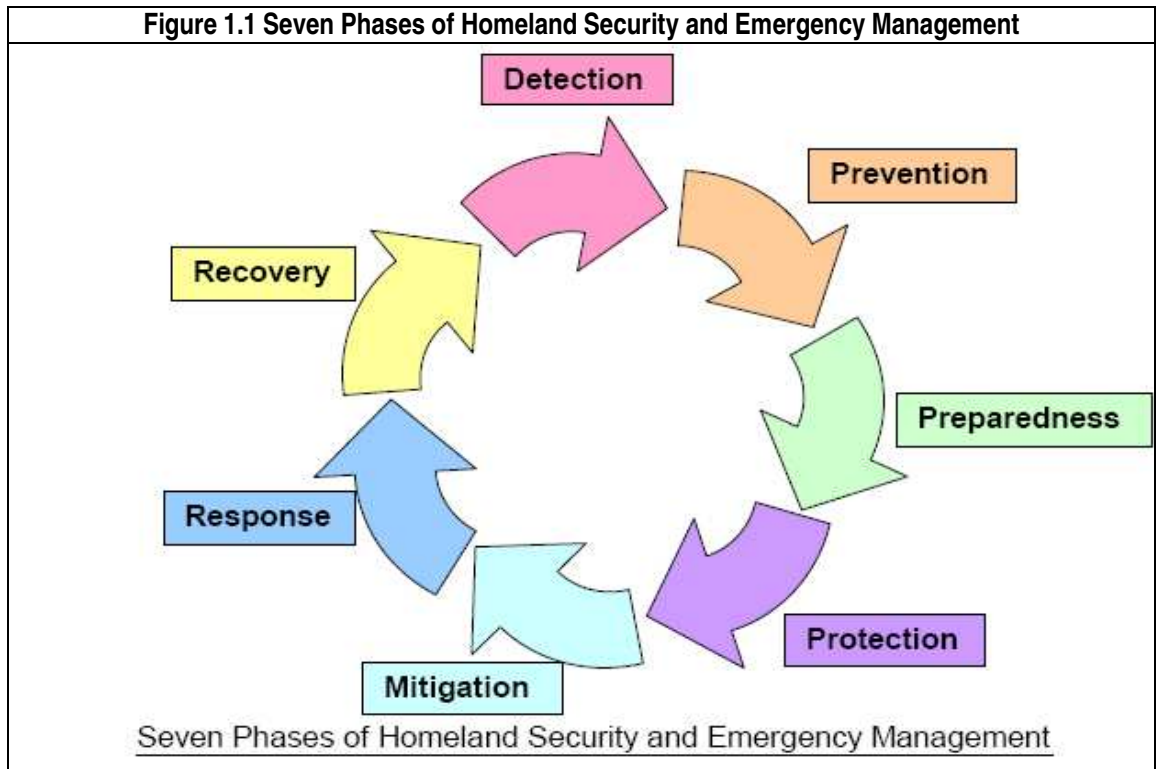 Figure 1.1 Seven Phases of Homeland Security and Emergency Management
Detection
Prevention
Recovery
Preparedness
Response
Protection
Mitigation
Seven Phases of Homeland Security and Emergency Management